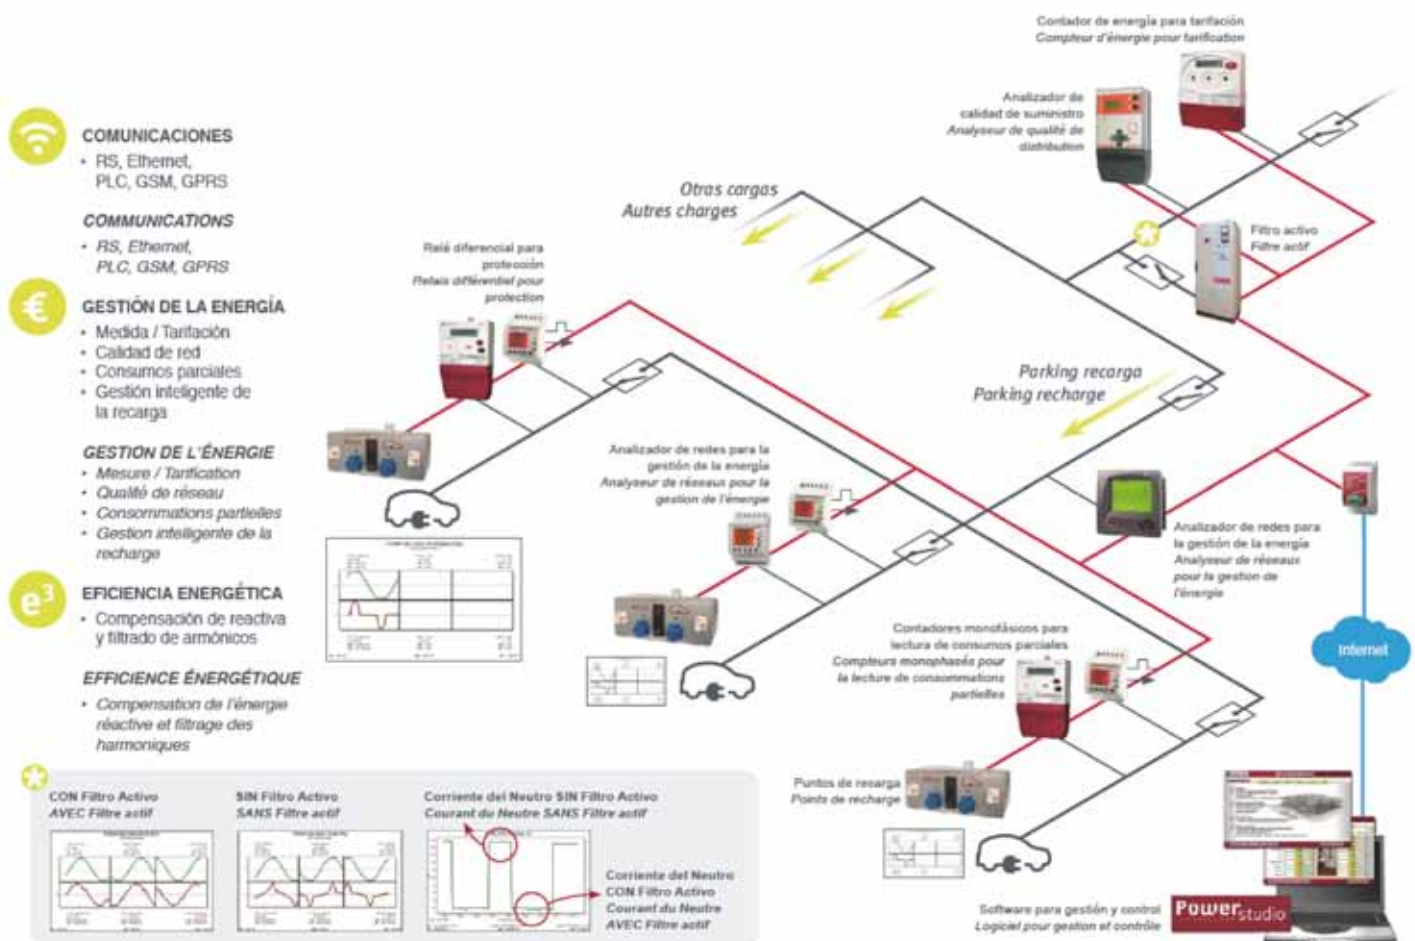 COMUNICACIONES
• RS, Ethernet,
PLC, GSM, GPRS
COMMUNICATIONS
• RS, Ethernet,
PLC, GSM, GPRS
€
GESTIÓN DE LA ENERGÍA
• Medida / Tarifación
• Calidad de red
• Consumos parciales
• Gestión inteligente de
la recarga
GESTION DE L'ÉNERGIE
• Mesure / Tarification
• Qualité de réseau
• Consommations partielles
• Gestion intelligente de la
recharge
e³
EFICIENCIA ENERGÉTICA
• Compensación de reactiva
y filtrado de armónicos
EFFICIENCE ÉNERGÉTIQUE
• Compensation de l'énergie
réactive et filtrage des
harmoniques
Contador de energía para tarifación
Compteur d'énergie pour tarification
Analizador de
calidad de suministro
Analyseur de qualité de
distribution
Otras cargas
Autres charges
Filtro activo
Filtre actif
Relé diferencial para
protección
Relais différentiel pour
protection
Parking recarga
Parking recharge
Analizador de redes para la
gestión de la energía
Analyseur de réseaux pour la
gestion de l'énergie
Analizador de redes para
la gestión de la energía
Analyseur de réseaux
pour la gestion de
l'énergie
Contadores monofásicos para
lectura de consumos parciales
Compteurs monophasés pour
la lecture de consommations
partielles
Internet
Puntos de recarga
Points de recharge
CON Filtro Activo
AVEC Filtre actif
SIN Filtro Activo
SANS Filtre actif
Corriente del Neutro SIN Filtro Activo
Courant du Neutre SANS Filtre actif
Corriente del Neutro
CON Filtro Activo
Courant du Neutre
AVEC Filtre actif
Software para gestión y control
Logiciel pour gestion et contrôle
Powerstudio